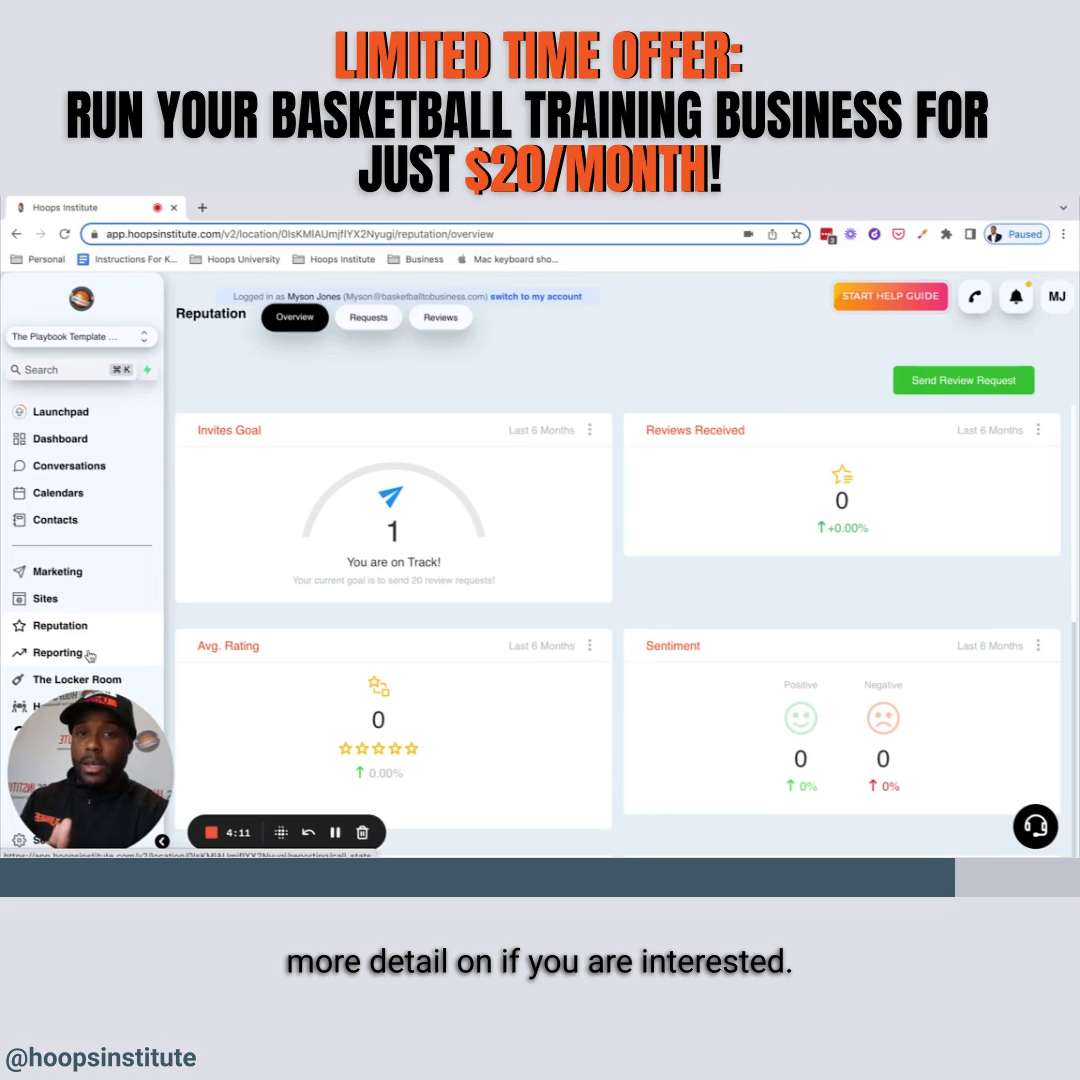 LIMITED TIME OFFER:
RUN YOUR BASKETBALL TRAINING BUSINESS FOR
JUST $20/MONTH!
Hoops Institute
app.hoopsinstitute.com/v2/location/0IsKMIAUmjfIYX2Nyugi/reputation/overview
3
Paused
Personal
Instructions For K...
Hoops University
Hoops Institute
Business
Mac keyboard sho...
Logged in as Myson Jones (Myson@basketballtobusiness.com) switch to my account
Reputation
Overview
Requests
Reviews
START HELP GUIDE
MJ
The Playbook Template ...
Search
⌘ K
Send Review Request
Launchpad
Dashboard
Conversations
Calendars
Contacts
Marketing
Sites
Reputation
Reporting
The Locker Room
Invites Goal
Last 6 Months
1
You are on Track!
Your current goal is to send 20 review requests!
Reviews Received
Last 6 Months
0
+0.00%
Avg. Rating
Last 6 Months
0
0.00%
Sentiment
Last 6 Months
Positive
Negative
0
0
0%
0%
4:11
more detail on if you are interested.
@hoopsinstitute